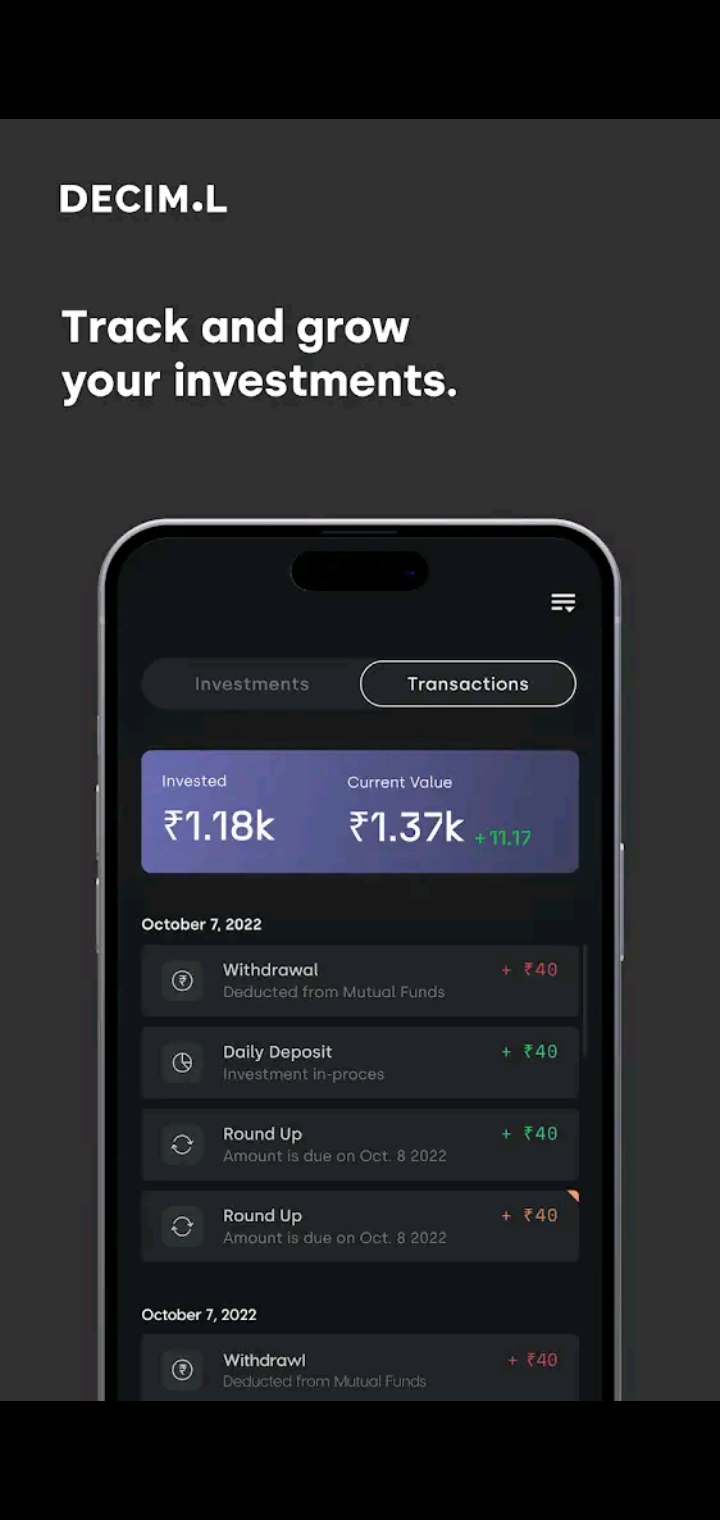 DECIM.L
Track and grow
your investments.
Investments Transactions
Invested Current Value
₹1.18k ₹1.37k +11.17
October 7, 2022
Withdrawal + ₹40
Deducted from Mutual Funds
Daily Deposit + ₹40
Investment in-proces
Round Up + ₹40
Amount is due on Oct. 8 2022
Round Up + ₹40
Amount is due on Oct. 8 2022
October 7, 2022
Withdrawl + ₹40
Deducted from Mutual Funds